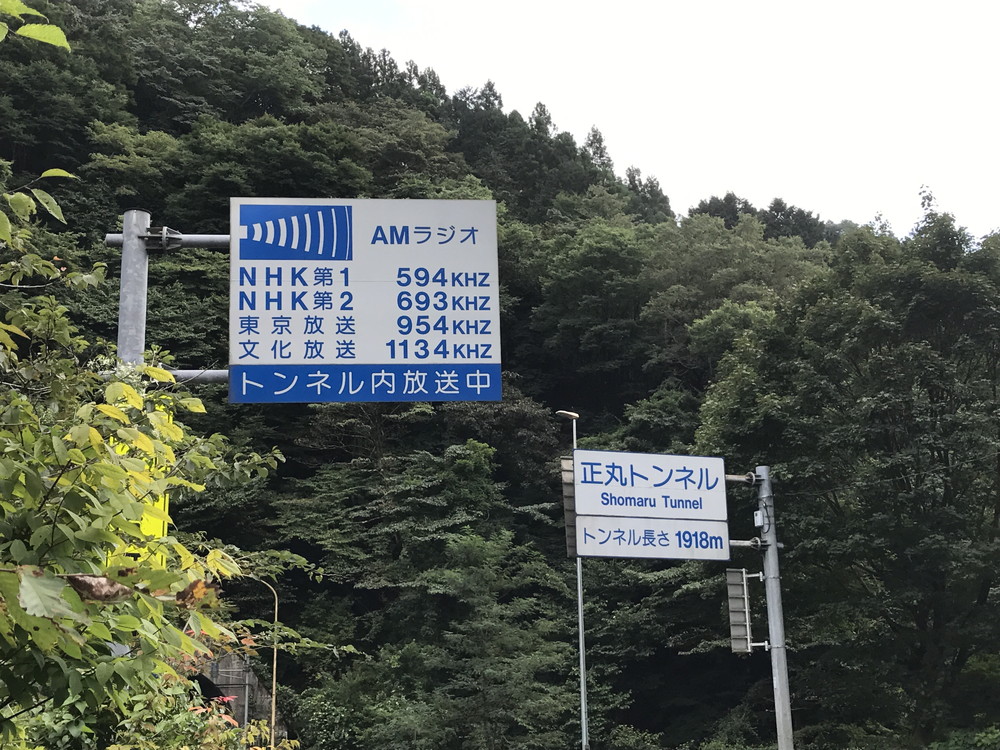 AMラジオ
NHK第1 594KHZ
NHK第2 693KHZ
東京放送 954KHZ
文化放送 1134KHZ
トンネル内放送中
正丸トンネル
Shomaru Tunnel
トンネル長さ 1918m